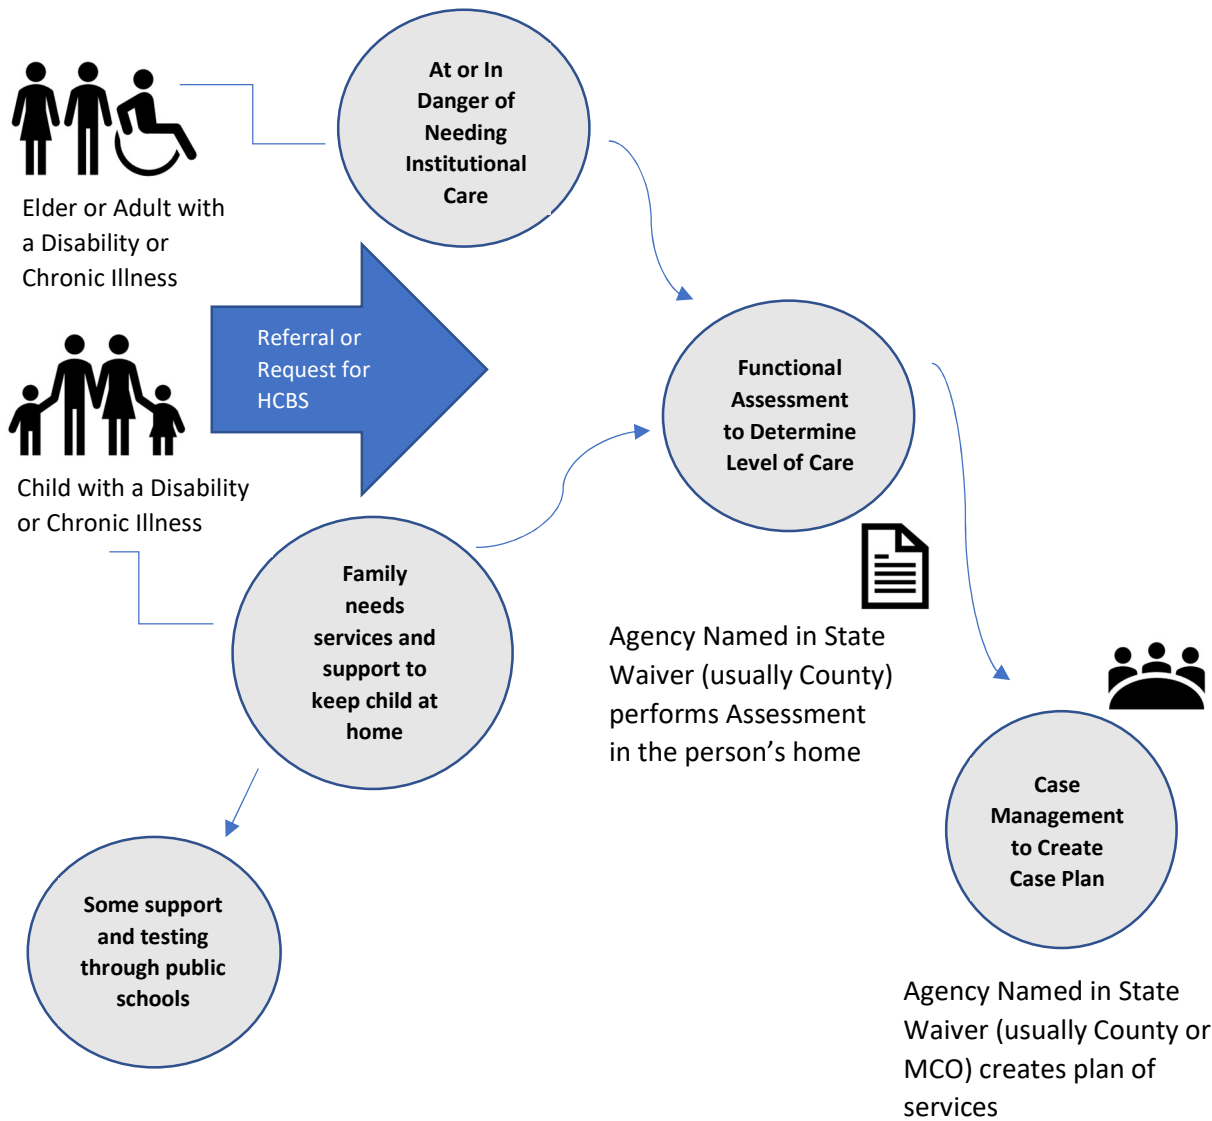 At or In
Danger of
Needing
Institutional
Care
Elder or Adult with
a Disability or
Chronic Illness
Referral or
Request for
HCBS
Child with a Disability
or Chronic Illness
Functional
Assessment
to Determine
Level of Care
Family
needs
services and
support to
keep child at
home
Agency Named in State
Waiver (usually County)
performs Assessment
in the person’s home
Case
Management
to Create
Case Plan
Some support
and testing
through public
schools
Agency Named in State
Waiver (usually County or
MCO) creates plan of
services